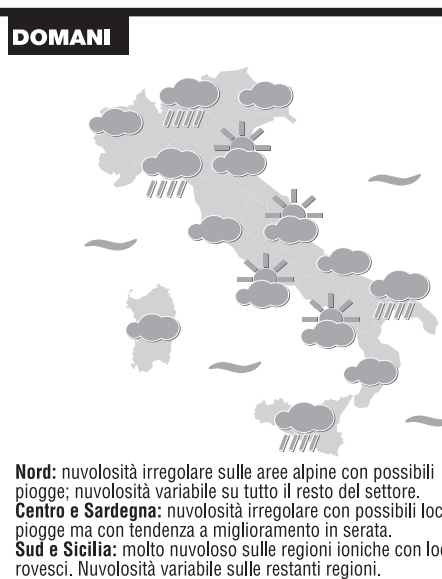 DOMANI
Nord: nuvolosità irregolare sulle aree alpine con possibili
piogge; nuvolosità variabile su tutto il resto del settore.
Centro e Sardegna: nuvolosità irregolare con possibili loc
piogge ma con tendenza a miglioramento in serata.
Sud e Sicilia: molto nuvoloso sulle regioni ioniche con loc
rovesci. Nuvolosità variabile sulle restanti regioni.